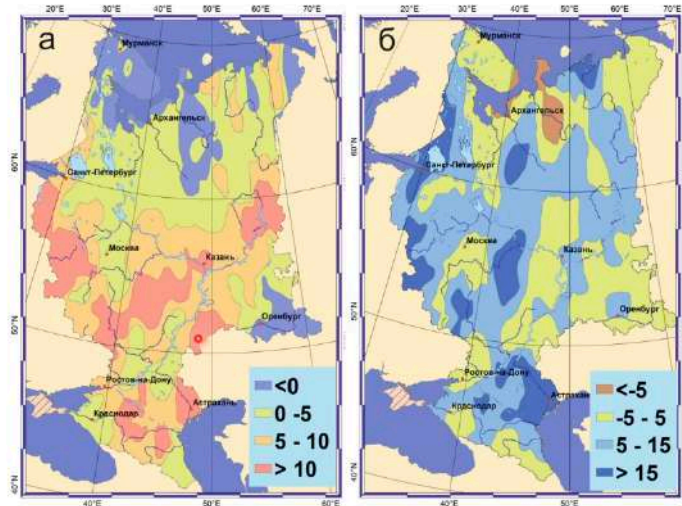 20°E 30°E 40°E 50°E 60°E 70°E
а
Мурманск
Архангельск
60°N
Санкт-Петербург
Москва
Казань
50°N
Оренбург
Ростов-на-Дону
Краснодар
Астрахань
<0
0 -5
5 - 10
> 10
40°N
40°E 50°E
20°E 30°E 40°E 50°E 60°E 70°E
б
Мурманск
Архангельск
60°N
Санкт-Петербург
Москва
Казань
50°N
Оренбург
Ростов-на-Дону
Краснодар
Астрахань
<-5
-5 - 5
5 - 15
> 15
40°N
40°E 50°E